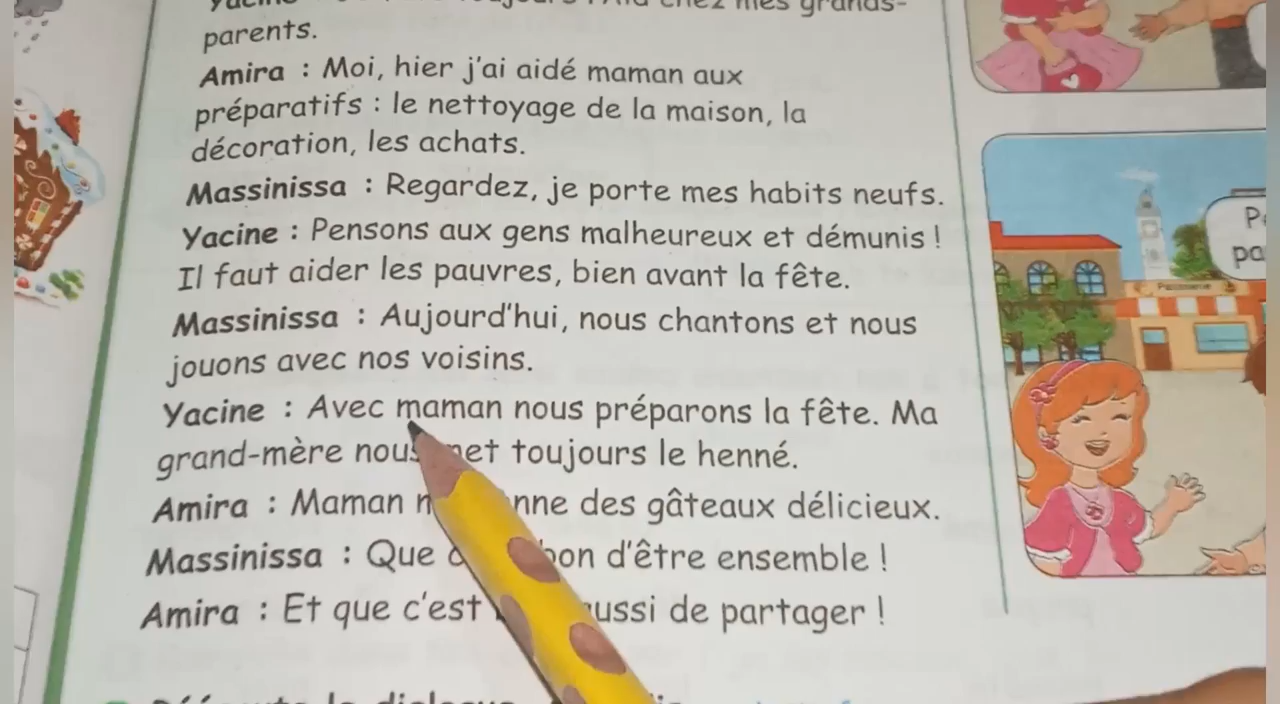 grands-
parents.
Amira : Moi, hier j'ai aidé maman aux
préparatifs : le nettoyage de la maison, la
décoration, les achats.
Massinissa : Regardez, je porte mes habits neufs.
Yacine : Pensons aux gens malheureux et démunis !
Il faut aider les pauvres, bien avant la fête.
Massinissa : Aujourd'hui, nous chantons et nous
jouons avec nos voisins.
Yacine : Avec maman nous préparons la fête. Ma
grand-mère nous met toujours le henné.
Amira : Maman des gâteaux délicieux.
Massinissa : Que bon d'être ensemble !
Amira : Et que c'est aussi de partager !
Patisserie